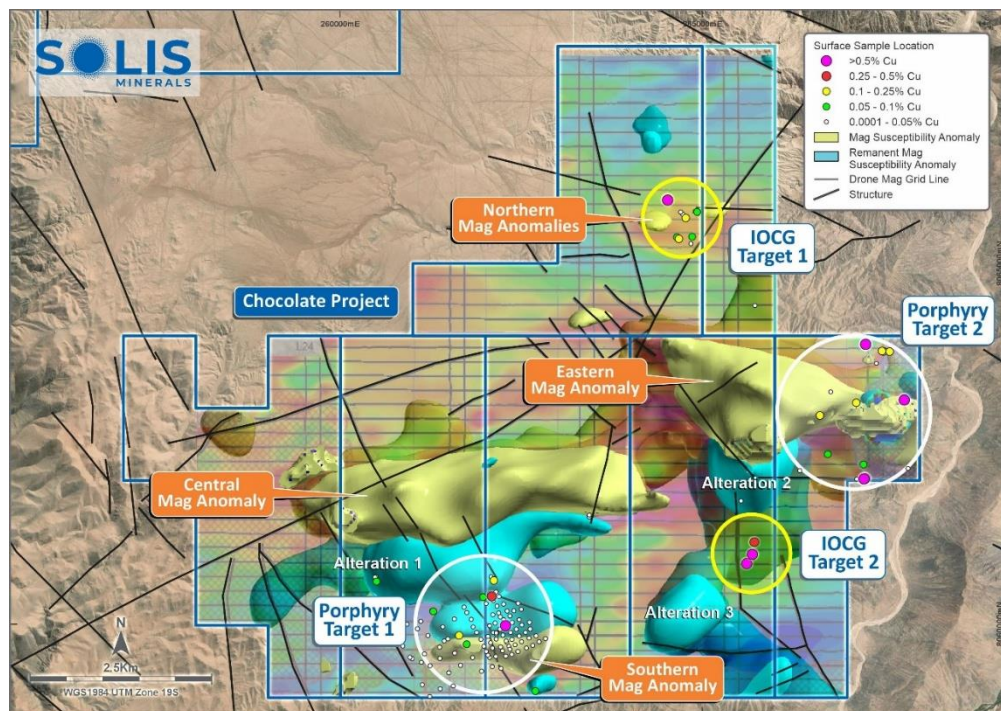 260000mE
265000mE
SOLIS
MINERALS
Surface Sample Location
>0.5% Cu
0.25 - 0.5% Cu
0.1 - 0.25% Cu
0.05 - 0.1% Cu
0.0001 - 0.05% Cu
Mag Susceptibility Anomaly
Remanent Mag
Susceptibility Anomaly
Drone Mag Grid Line
Structure
Northern
Mag Anomalies
IOCG
Target 1
Chocolate Project
Porphyry
Target 2
Eastern
Mag Anomaly
Central
Mag Anomaly
Alteration 2
Alteration 1
IOCG
Target 2
Porphyry
Target 1
Alteration 3
Southern
Mag Anomaly
N
2.5Km
WGS1984 UTM Zone 19S